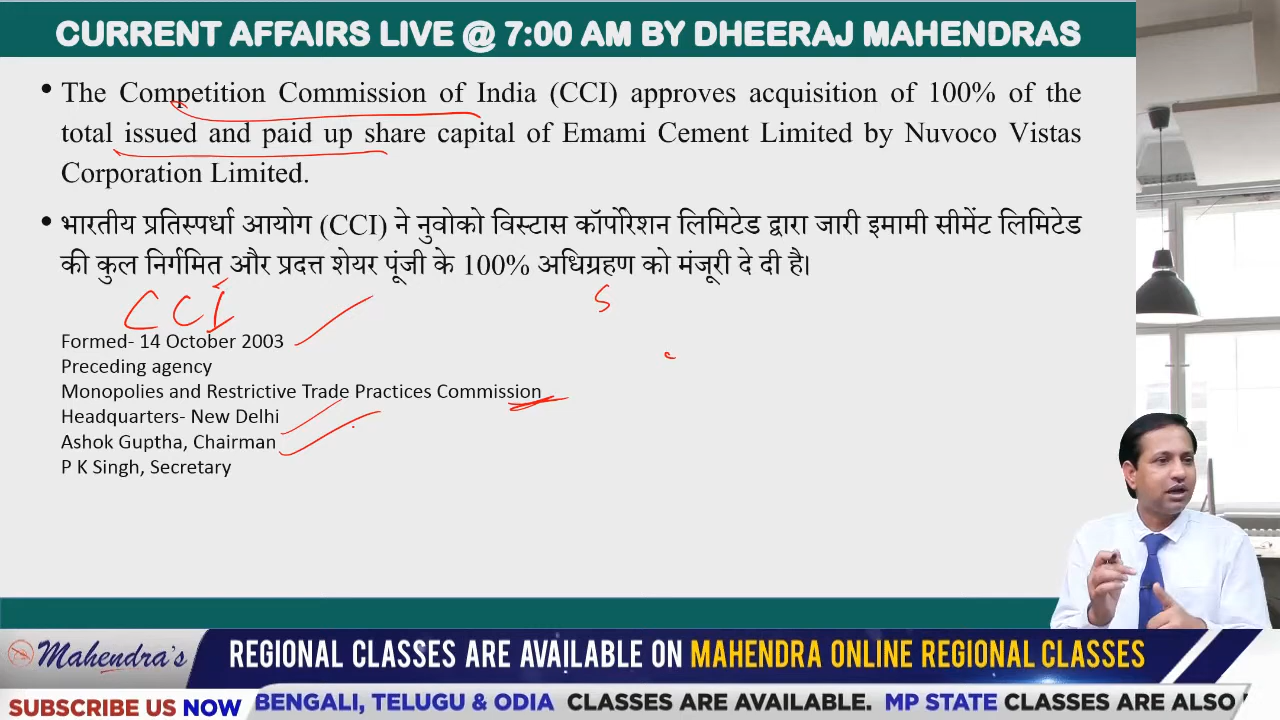 CURRENT AFFAIRS LIVE @ 7:00 AM BY DHEERAJ MAHENDRAS
• The Competition Commission of India (CCI) approves acquisition of 100% of the
total issued and paid up share capital of Emami Cement Limited by Nuvoco Vistas
Corporation Limited.
• भारतीय प्रतिस्पर्धा आयोग (CCI) ने नुवोको विस्टास कॉर्पोरेशन लिमिटेड द्वारा जारी इमामी सीमेंट लिमिटेड
की कुल निर्गमित और प्रदत्त शेयर पूंजी के 100% अधिग्रहण को मंजूरी दे दी है।
CCI
S
Formed- 14 October 2003
Preceding agency
Monopolies and Restrictive Trade Practices Commission
Headquarters- New Delhi
Ashok Guptha, Chairman
P K Singh, Secretary
Mahendra's
REGIONAL CLASSES ARE AVAILABLE ON MAHENDRA ONLINE REGIONAL CLASSES
SUBSCRIBE US NOW
BENGALI, TELUGU & ODIA CLASSES ARE AVAILABLE. MP STATE CLASSES ARE ALSO